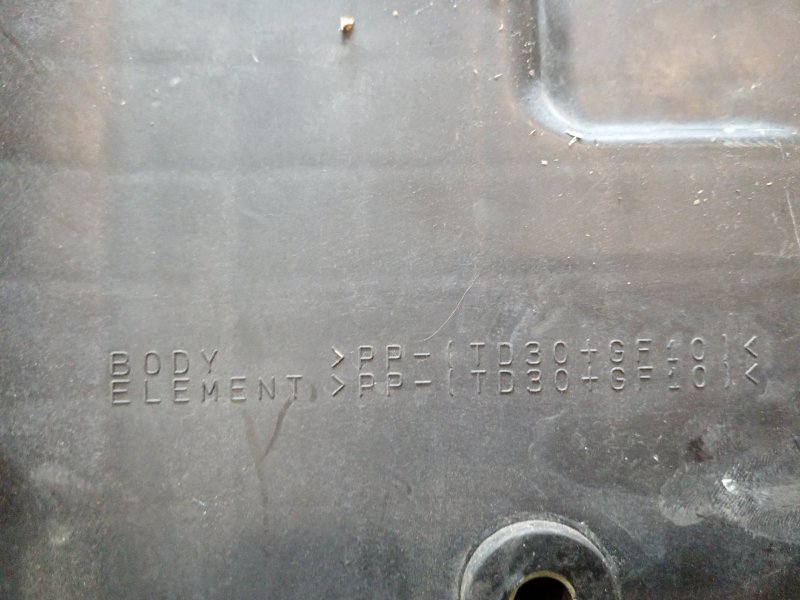 BODY >PP-(TD30+GF10)<
ELEMENT >PP-(TD30+GF10)<